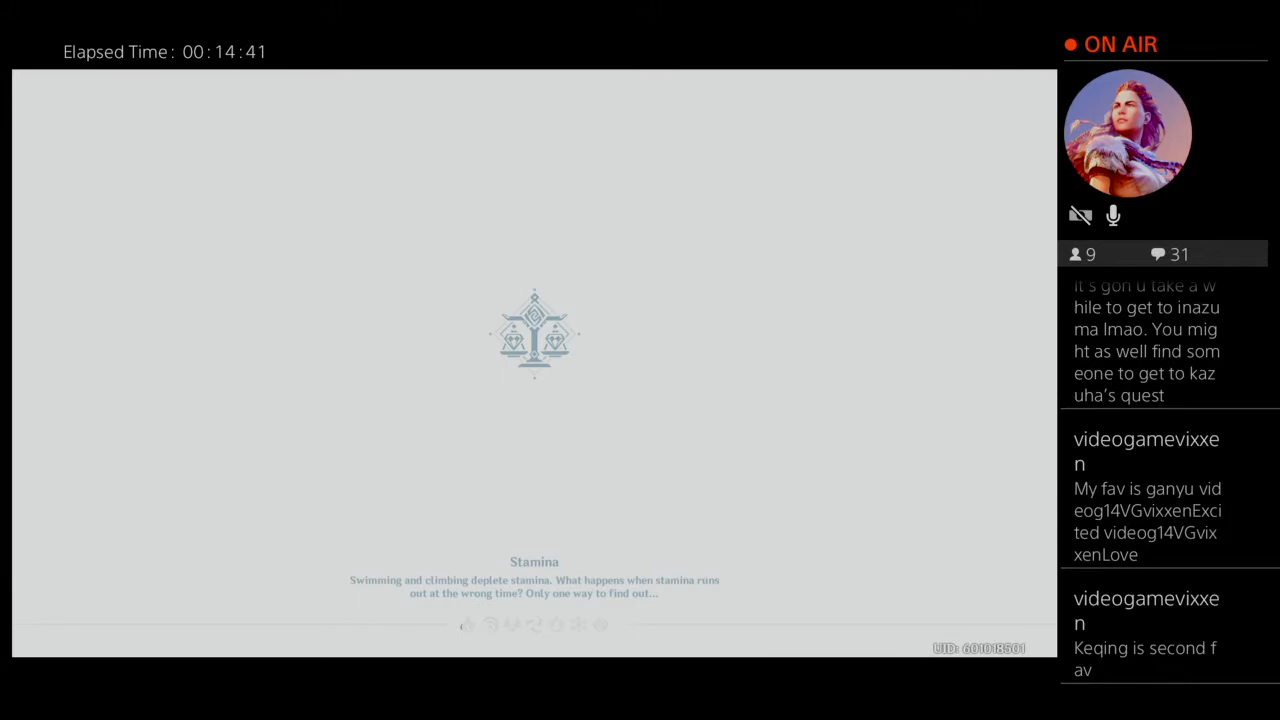 Elapsed Time: 00:14:41
ON AIR
9 31
It's gon u take a w
hile to get to inazu
ma lmao. You mig
ht as well find som
eone to get to kaz
uha's quest
videogamevixxe
n
My fav is ganyu vid
eog14VGvixxenExci
ted videog14VGvix
xenLove
videogamevixxe
n
Keqing is second f
av
Stamina
Swimming and climbing deplete stamina. What happens when stamina runs
out at the wrong time? Only one way to find out...
UID: 601018501